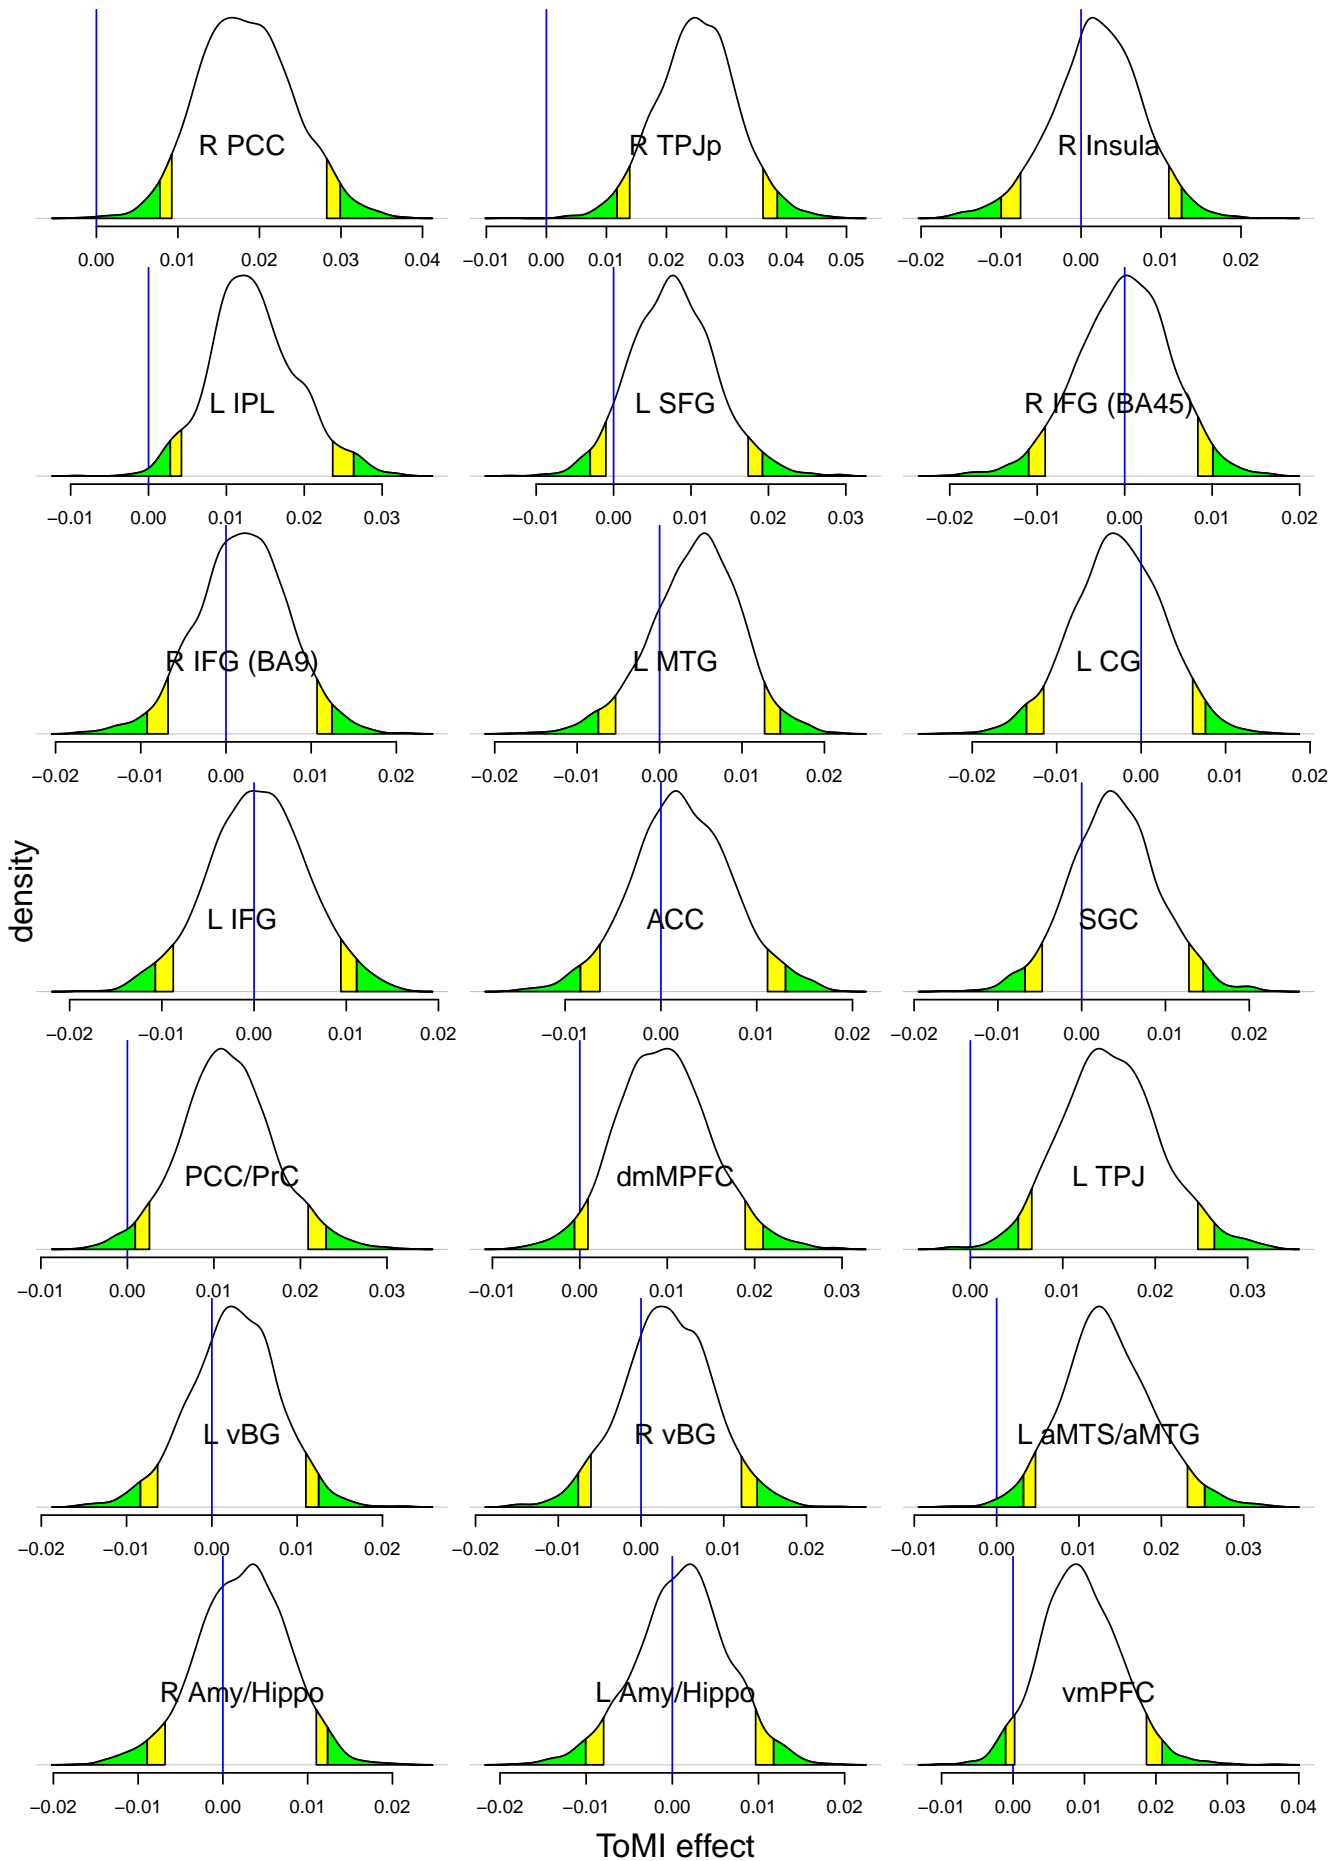 R PCC R TPJp R Insula
0.00 0.01 0.02 0.03 0.04 −0.01 0.00 0.01 0.02 0.03 0.04 0.05 −0.02 −0.01 0.00 0.01 0.02
L IPL L SFG R IFG (BA45)
−0.01 0.00 0.01 0.02 0.03 −0.01 0.00 0.01 0.02 0.03 −0.02 −0.01 0.00 0.01 0.02
R IFG (BA9) L MTG L CG
−0.02 −0.01 0.00 0.01 0.02 −0.02 −0.01 0.00 0.01 0.02 −0.02 −0.01 0.00 0.01 0.02
density
L IFG ACC SGC
−0.02 −0.01 0.00 0.01 0.02 −0.01 0.00 0.01 0.02 −0.02 −0.01 0.00 0.01 0.02
PCC/PrC dmMPFC L TPJ
−0.01 0.00 0.01 0.02 0.03 −0.01 0.00 0.01 0.02 0.03 0.00 0.01 0.02 0.03
L vBG R vBG L aMTS/aMTG
−0.02 −0.01 0.00 0.01 0.02 −0.02 −0.01 0.00 0.01 0.02 −0.01 0.00 0.01 0.02 0.03
R Amy/Hippo L Amy/Hippo vmPFC
−0.02 −0.01 0.00 0.01 0.02 −0.02 −0.01 0.00 0.01 0.02 −0.01 0.00 0.01 0.02 0.03 0.04
ToMI effect